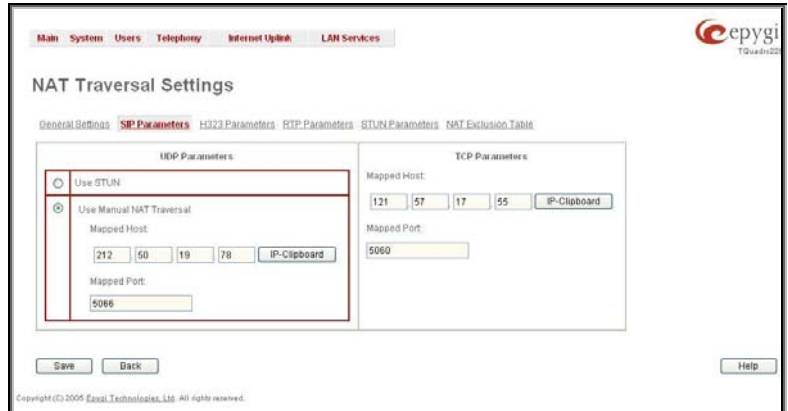 Main System Users Telephony Internet Uplink LAN Services
epygi
NAT Traversal Settings
General Settings SIP Parameters H323 Parameters RTP Parameters STUN Parameters NAT Exclusion Table
UDP Parameters
Use STUN
Use Manual NAT Traversal
Mapped Host:
212 50 19 78 IP-Clipboard
Mapped Port:
5066
TCP Parameters
Mapped Host:
121 57 17 55 IP-Clipboard
Mapped Port:
5060
Save Back Help
Copyright (C) 2005 Epygi Technologies, Ltd. All rights reserved.